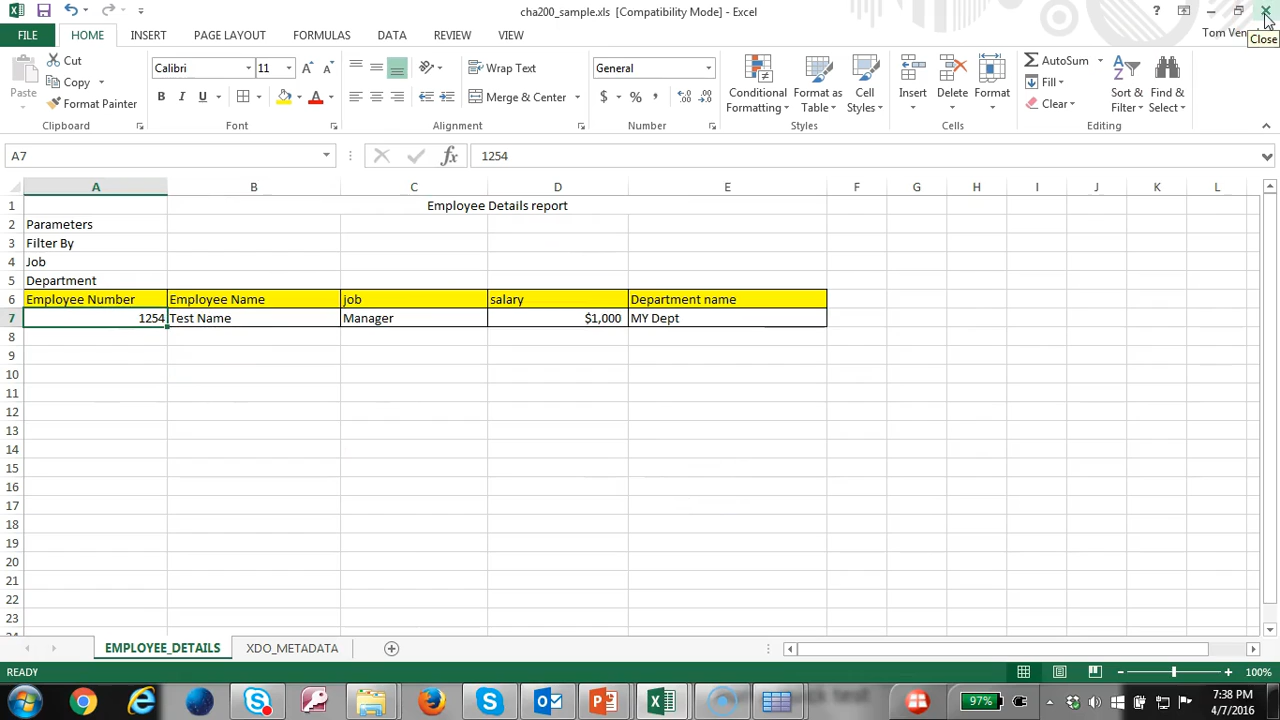 cha200_sample.xls [Compatibility Mode] - Excel
?
FILE HOME INSERT PAGE LAYOUT FORMULAS DATA REVIEW VIEW
Tom
Close
Paste
Cut
Copy
Format Painter
Clipboard
Calibri 11
B I U A
Font
Wrap Text
Merge & Center
Alignment
General
$ % ,
Number
Conditional Formatting
Format as Table
Cell Styles
Styles
Insert Delete Format
Cells
AutoSum
Fill
Clear
Sort & Filter
Find & Select
Editing
A7 fx 1254
A B C D E F G H I J K L
1 Employee Details report
2 Parameters
3 Filter By
4 Job
5 Department
6 Employee Number Employee Name job salary Department name
7 1254 Test Name Manager $1,000 MY Dept
8
9
10
11
12
13
14
15
16
17
18
19
20
21
22
23
EMPLOYEE_DETAILS XDO_METADATA
READY 100%
97% 7:38 PM
4/7/2016